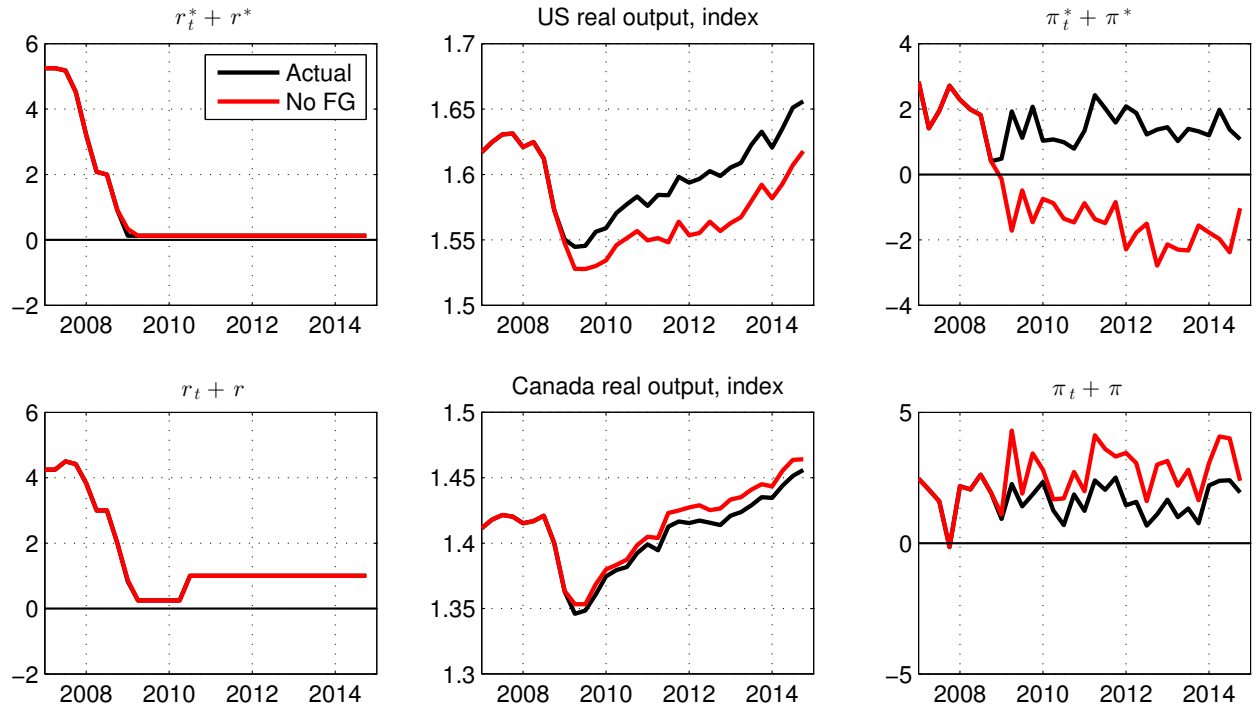 r*t + r*
US real output, index
π*t + π*
6
4
2
0
−2
Actual
No FG
2008 2010 2012 2014
1.7
1.65
1.6
1.55
1.5
2008 2010 2012 2014
4
2
0
−2
−4
2008 2010 2012 2014
rt + r
Canada real output, index
πt + π
6
4
2
0
−2
2008 2010 2012 2014
1.5
1.45
1.4
1.35
1.3
2008 2010 2012 2014
5
0
−5
2008 2010 2012 2014